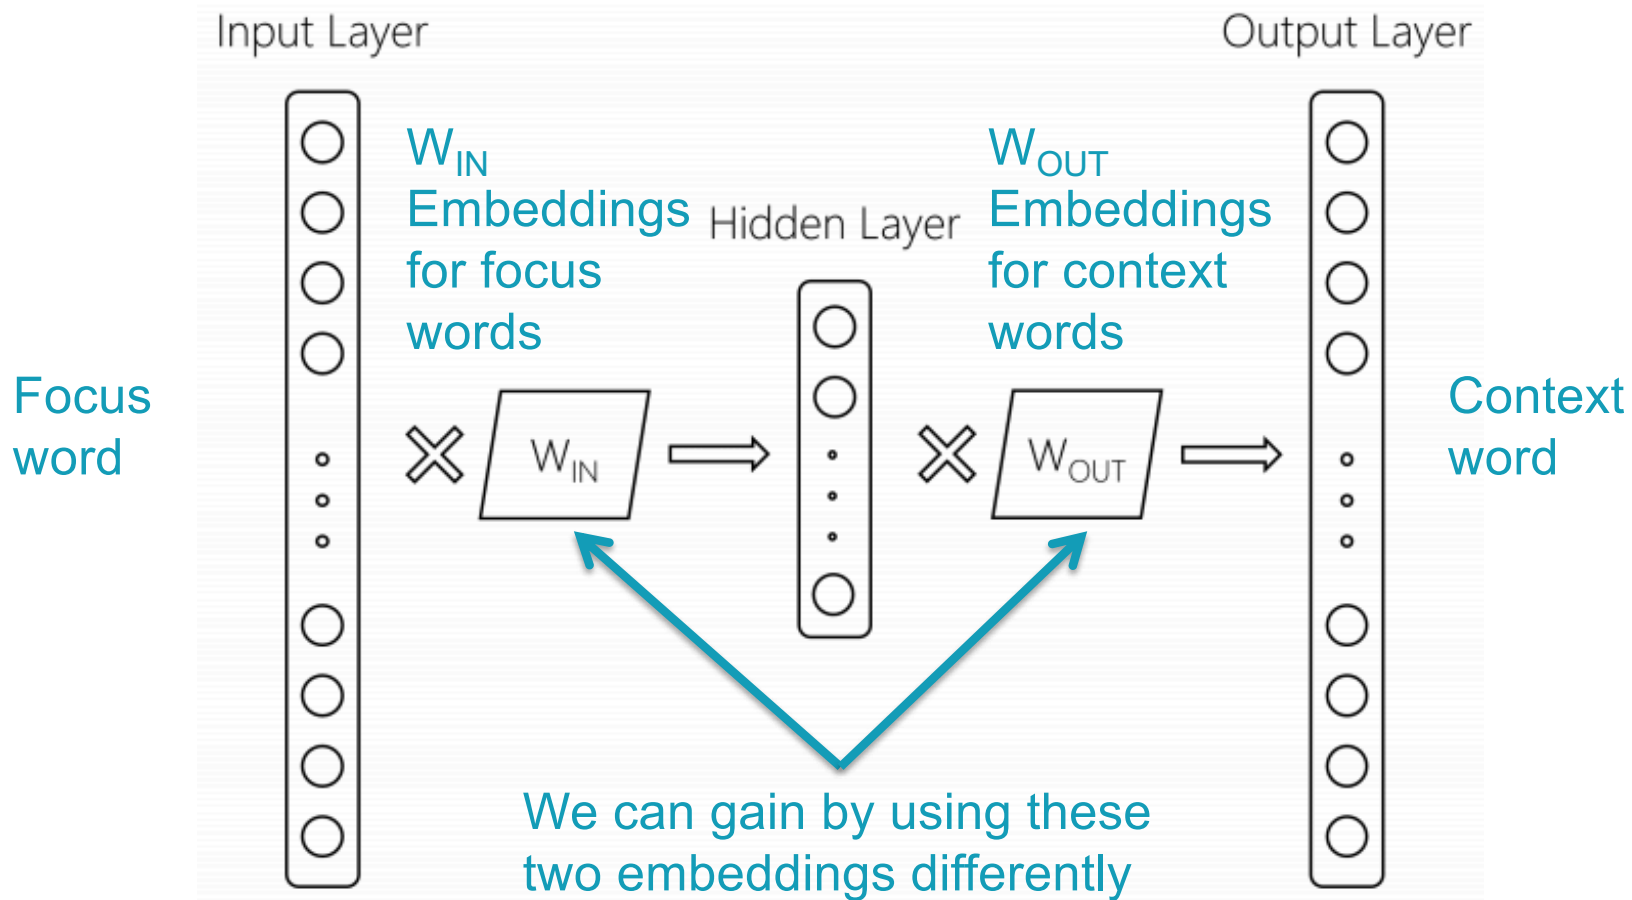 Input Layer
Output Layer
W_IN
Embeddings
for focus
words
Hidden Layer
W_OUT
Embeddings
for context
words
Focus
word
W_IN
W_OUT
Context
word
We can gain by using these
two embeddings differently